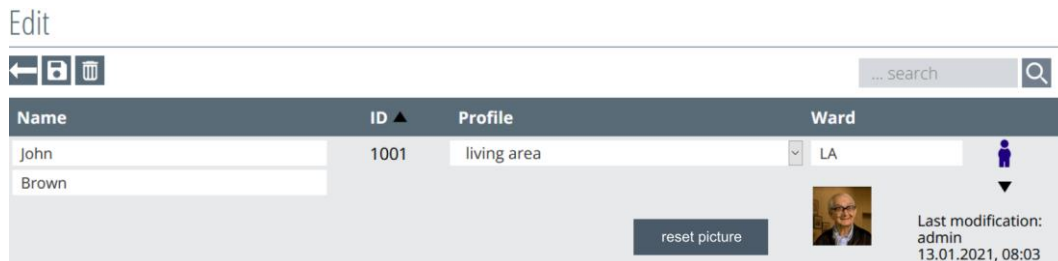 Edit
... search
Name ID Profile Ward
John 1001 living area LA
Brown
reset picture
Last modification:
admin
13.01.2021, 08:03